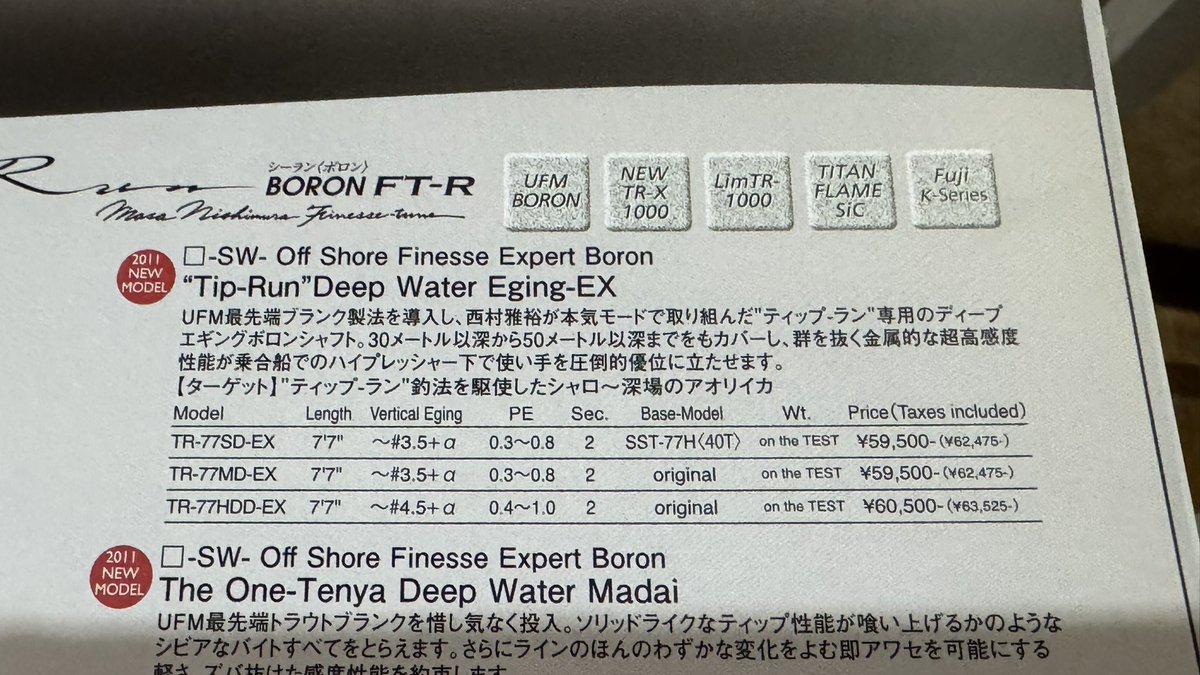 Run
シーラン〈ボロン〉
BORON FT-R
Masa Nishimura Finesse-tune
UFM BORON
NEW TR-X 1000
LimTR-1000
TITAN FLAME SiC
Fuji K-Series
2011 NEW MODEL
□-SW- Off Shore Finesse Expert Boron
"Tip-Run"Deep Water Eging-EX
UFM最先端ブランク製法を導入し、西村雅裕が本気モードで取り組んだ"ティップ-ラン"専用のディープ
エギングボロンシャフト。30メートル以深から50メートル以深までをもカバーし、群を抜く金属的な超高感度
性能が乗合船でのハイプレッシャー下で使い手を圧倒的優位に立たせます。
【ターゲット】"ティップ-ラン"釣法を駆使したシャロ〜深場のアオリイカ
Model Length Vertical Eging PE Sec. Base-Model Wt. Price(Taxes included)
TR-77SD-EX 7'7" 〜#3.5+α 0.3〜0.8 2 SST-77H〈40T〉 on the TEST ¥59,500-(¥62,475-)
TR-77MD-EX 7'7" 〜#3.5+α 0.3〜0.8 2 original on the TEST ¥59,500-(¥62,475-)
TR-77HDD-EX 7'7" 〜#4.5+α 0.4〜1.0 2 original on the TEST ¥60,500-(¥63,525-)
2011 NEW MODEL
□-SW- Off Shore Finesse Expert Boron
The One-Tenya Deep Water Madai
UFM最先端トラウトブランクを惜し気なく投入。ソリッドライクなティップ性能が喰い上げるかのような
シビアなバイトすべてをとらえます。さらにラインのほんのわずかな変化をよむ即アワセを可能にする
軽さ、ズバ抜けた感度性能を約束します。